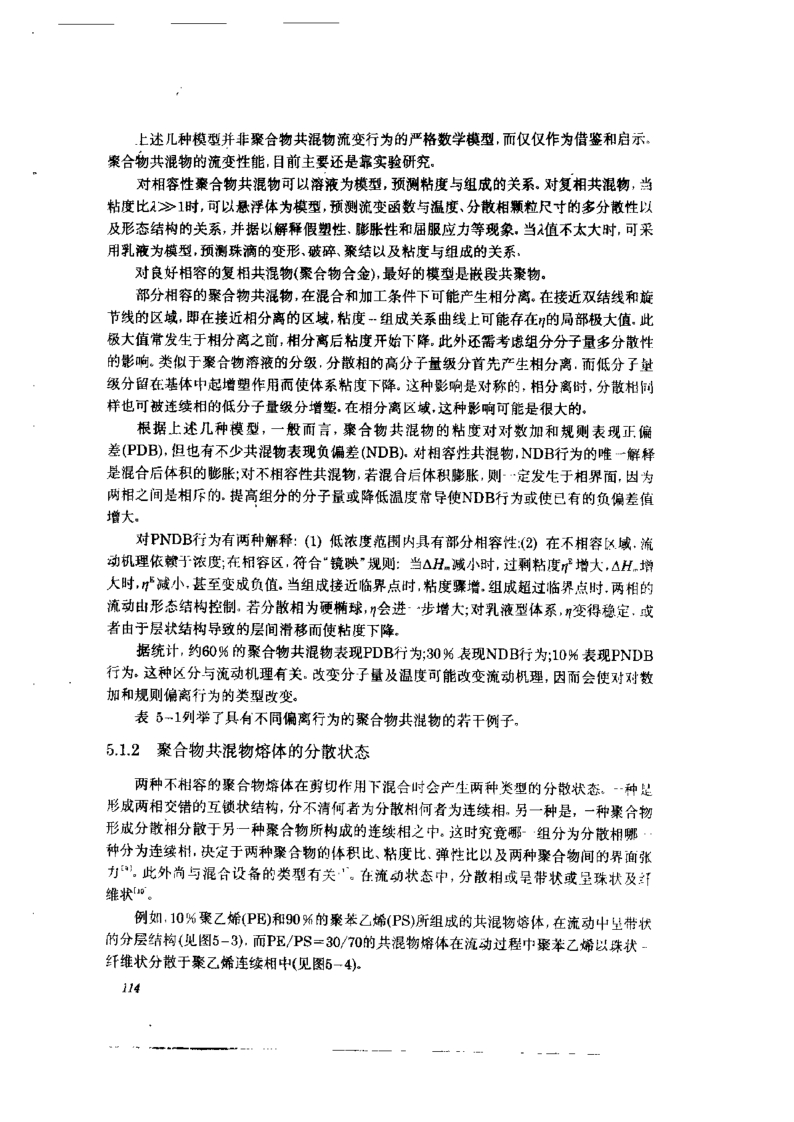 上述几种模型并非聚合物共混物流变行为的严格数学模型,而仅仅作为借鉴和启示。
聚合物共混物的流变性能,目前主要还是靠实验研究。
对相容性聚合物共混物可以溶液为模型,预测粘度与组成的关系。对复相共混物,当
粘度比λ≫1时,可以悬浮体为模型,预测流变函数与温度、分散相颗粒尺寸的多分散性以
及形态结构的关系,并据以解释假塑性、膨胀性和屈服应力等现象。当λ值不太大时,可采
用乳液为模型,预测珠滴的变形、破碎、聚结以及粘度与组成的关系、
对良好相容的复相共混物(聚合物合金),最好的模型是嵌段共聚物。
部分相容的聚合物共混物,在混合和加工条件下可能产生相分离。在接近双结线和旋
节线的区域,即在接近相分离的区域,粘度--组成关系曲线上可能存在η的局部极大值。此
极大值常发生于相分离之前,相分离后粘度开始下降。此外还需考虑组分分子量多分散性
的影响。类似于聚合物溶液的分级,分散相的高分子量级分首先产生相分离,而低分子量
级分留在基体中起增塑作用而使体系粘度下降。这种影响是对称的,相分离时,分散相同
样也可被连续相的低分子量级分增塑。在相分离区域,这种影响可能是很大的。
根据上述几种模型,一般而言,聚合物共混物的粘度对对数加和规则表现正偏
差(PDB),但也有不少共混物表现负偏差(NDB)。对相容性共混物,NDB行为的唯一解释
是混合后体积的膨胀;对不相容性共混物,若混合后体积膨胀,则一定发生于相界面,因为
两相之间是相斥的。提高组分的分子量或降低温度常导使NDB行为或使已有的负偏差值
增大。
对PNDB行为有两种解释: (1) 低浓度范围内具有部分相容性;(2) 在不相容区域,流
动机理依赖于浓度;在相容区,符合“镜映”规则: 当ΔHm减小时,过剩粘度ηE增大,ΔHm增
大时,ηE减小,甚至变成负值。当组成接近临界点时,粘度骤增。组成超过临界点时,两相的
流动由形态结构控制。若分散相为硬椭球,η会进一步增大;对乳液型体系,η变得稳定,或
者由于层状结构导致的层间滑移而使粘度下降。
据统计,约60%的聚合物共混物表现PDB行为;30%表现NDB行为;10%表现PNDB
行为。这种区分与流动机理有关。改变分子量及温度可能改变流动机理,因而会使对对数
加和规则偏离行为的类型改变。
表 5-1列举了具有不同偏离行为的聚合物共混物的若干例子。
5.1.2 聚合物共混物熔体的分散状态
两种不相容的聚合物熔体在剪切作用下混合时会产生两种类型的分散状态。一种是
形成两相交错的互锁状结构,分不清何者为分散相何者为连续相。另一种是,一种聚合物
形成分散相分散于另一种聚合物所构成的连续相之中。这时究竟哪一组分为分散相哪一
种分为连续相,决定于两种聚合物的体积比、粘度比、弹性比以及两种聚合物间的界面张
力。此外尚与混合设备的类型有关。在流动状态中,分散相或呈带状或呈珠状及纤
维状[10]。
例如,10%聚乙烯(PE)和90%的聚苯乙烯(PS)所组成的共混物熔体,在流动中呈带状
的分层结构(见图5-3),而PE/PS=30/70的共混物熔体在流动过程中聚苯乙烯以珠状-
纤维状分散于聚乙烯连续相中(见图5-4)。
114